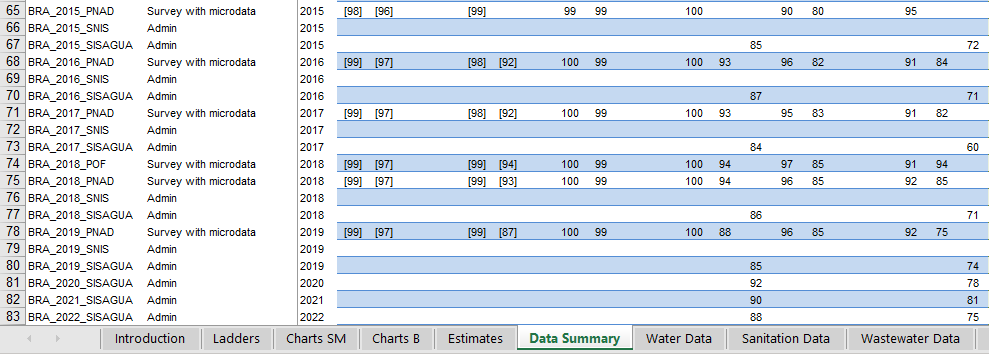 65 BRA_2015_PNAD Survey with microdata 2015 [98] [96] [99] 99 99 100 90 80 95
66 BRA_2015_SNIS Admin 2015
67 BRA_2015_SISAGUA Admin 2015 85 72
68 BRA_2016_PNAD Survey with microdata 2016 [99] [97] [98] [92] 100 99 100 93 96 82 91 84
69 BRA_2016_SNIS Admin 2016
70 BRA_2016_SISAGUA Admin 2016 87 71
71 BRA_2017_PNAD Survey with microdata 2017 [99] [97] [98] [92] 100 99 100 93 95 83 91 82
72 BRA_2017_SNIS Admin 2017
73 BRA_2017_SISAGUA Admin 2017 84 60
74 BRA_2018_POF Survey with microdata 2018 [99] [97] [99] [94] 100 99 100 94 97 85 91 94
75 BRA_2018_PNAD Survey with microdata 2018 [99] [97] [99] [93] 100 99 100 94 96 85 92 85
76 BRA_2018_SNIS Admin 2018
77 BRA_2018_SISAGUA Admin 2018 86 71
78 BRA_2019_PNAD Survey with microdata 2019 [99] [97] [99] [87] 100 99 100 88 96 85 92 75
79 BRA_2019_SNIS Admin 2019
80 BRA_2019_SISAGUA Admin 2019 85 74
81 BRA_2020_SISAGUA Admin 2020 92 78
82 BRA_2021_SISAGUA Admin 2021 90 81
83 BRA_2022_SISAGUA Admin 2022 88 75
Introduction Ladders Charts SM Charts B Estimates Data Summary Water Data Sanitation Data Wastewater Data